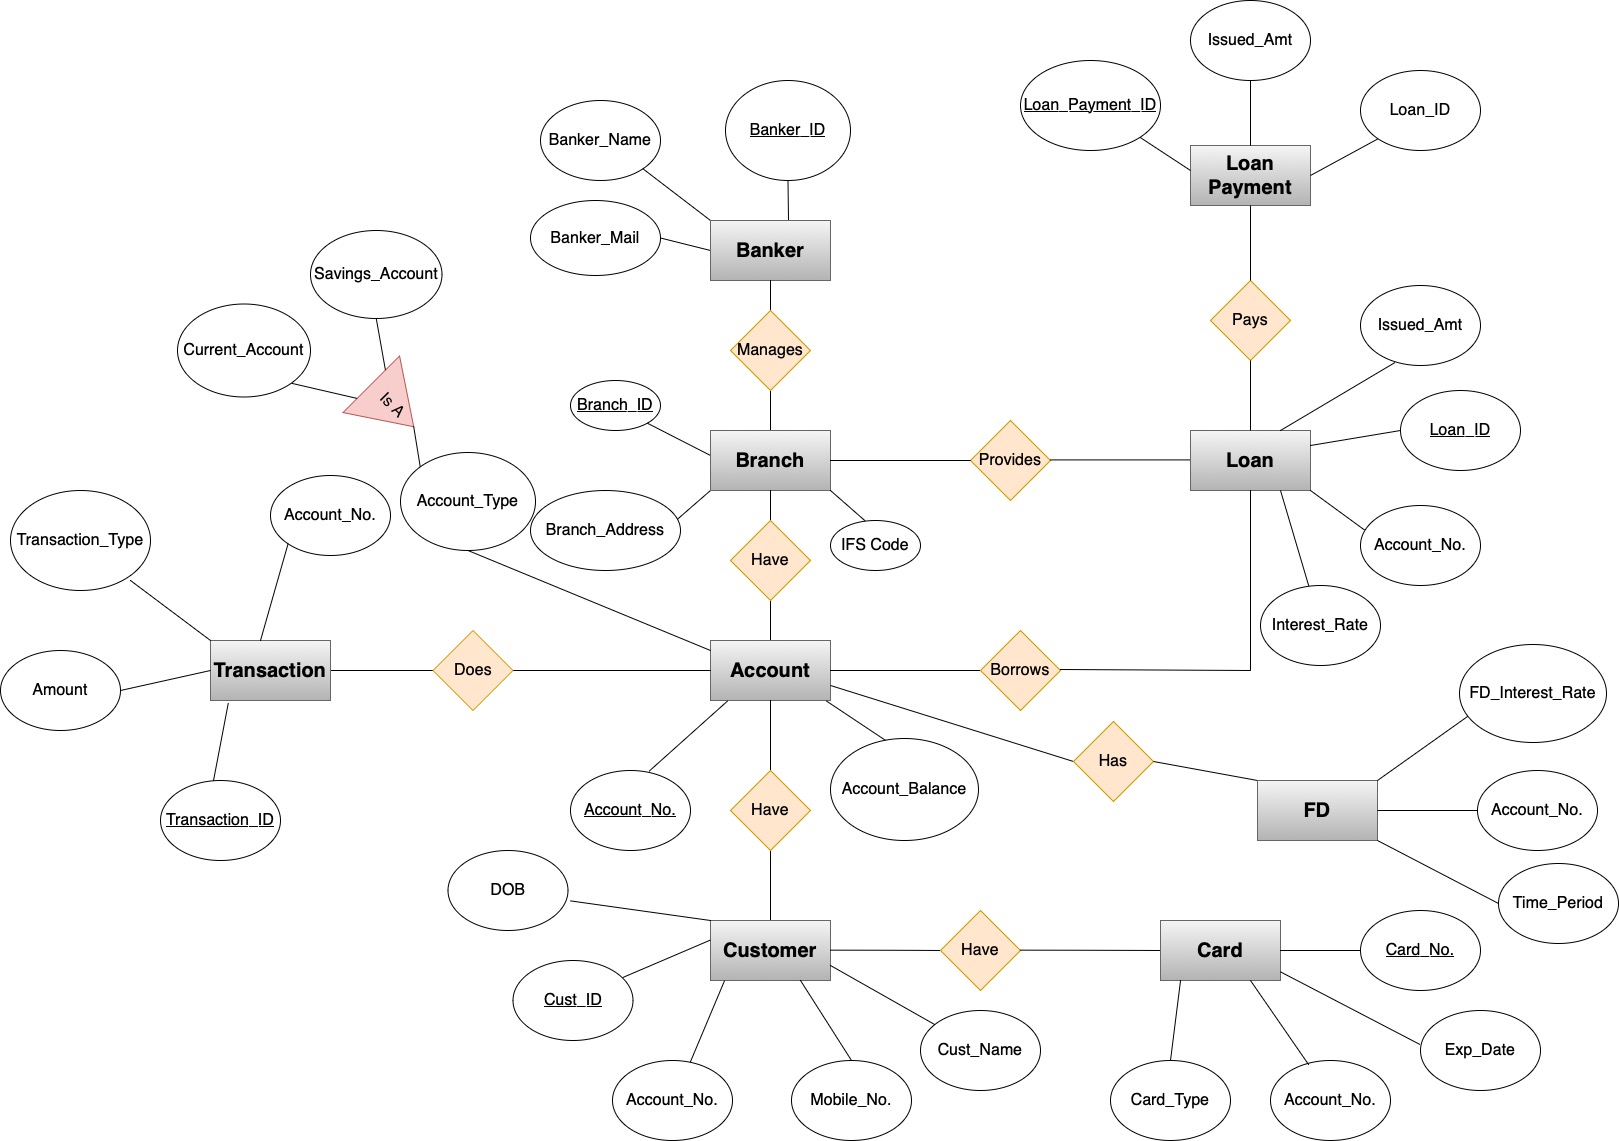 Issued_Amt
Loan_Payment_ID
Loan_ID
Banker_ID
Banker_Name
Loan
Payment
Banker_Mail
Banker
Savings_Account
Current_Account
Manages
Pays
Issued_Amt
Is A
Branch_ID
Branch
Provides
Loan
Loan_ID
Account_Type
Account_No.
Transaction_Type
Branch_Address
IFS Code
Have
Account_No.
Interest_Rate
Transaction
Does
Account
Borrows
Amount
FD_Interest_Rate
Has
Account_Balance
Account_No.
Have
FD
Account_No.
Transaction_ID
DOB
Time_Period
Customer
Have
Card
Card_No.
Cust_ID
Cust_Name
Exp_Date
Account_No.
Mobile_No.
Card_Type
Account_No.